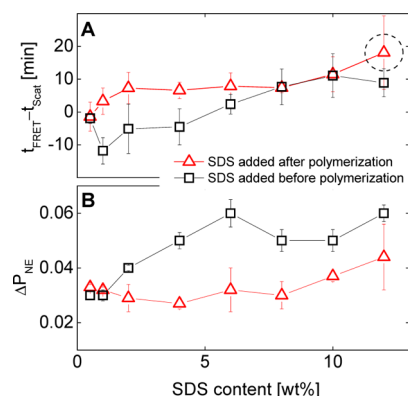 A
t_FRET–t_Scat [min]
20
10
0
-10
SDS added after polymerization
SDS added before polymerization
B
ΔP_NE
0.06
0.04
0.02
0
5
10
SDS content [wt%]